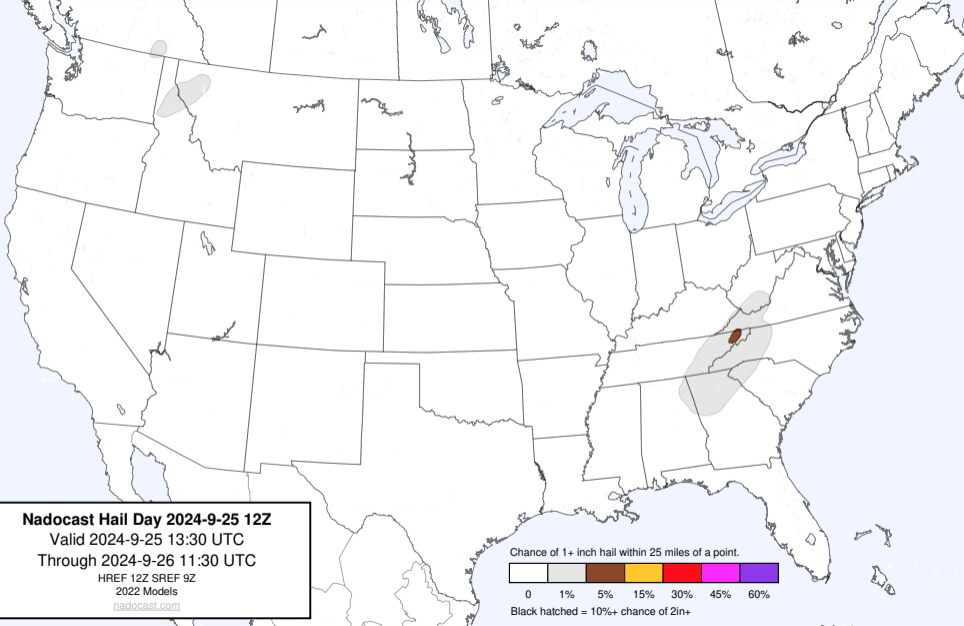 Nadocast Hail Day 2024-9-25 12Z
Valid 2024-9-25 13:30 UTC
Through 2024-9-26 11:30 UTC
HREF 12Z SREF 9Z
2022 Models
nadocast.com
Chance of 1+ inch hail within 25 miles of a point.
0 1% 5% 15% 30% 45% 60%
Black hatched = 10%+ chance of 2in+